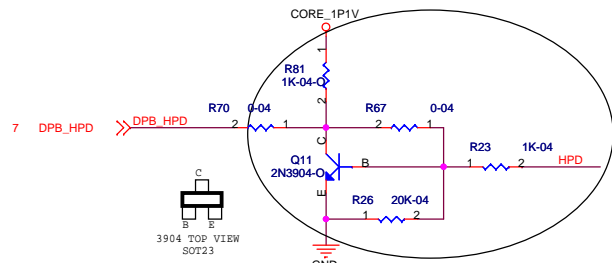 CORE_1P1V
1
R81
1K-04-O
2
R70 0-04
R67 0-04
7 DPB_HPD
DPB_HPD
2 1
2 1
C
R23 1K-04
Q11
2N3904-O
B
1 2
HPD
E
R26 20K-04
1 2
C
B E
3904 TOP VIEW
SOT23
GND